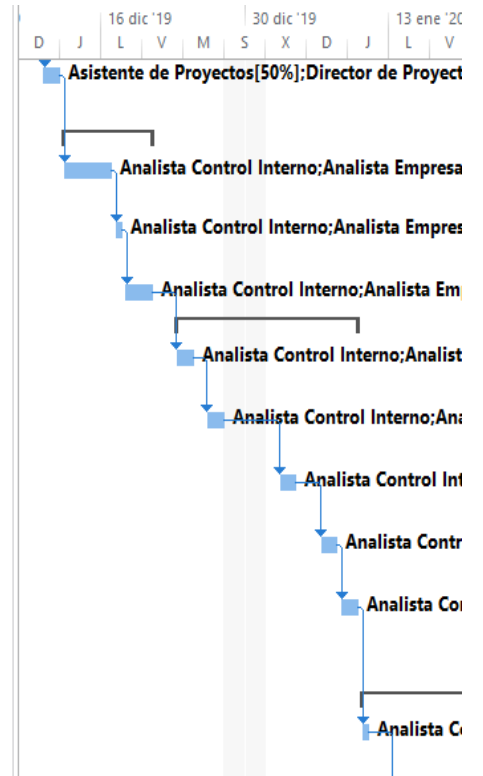 16 dic '19 30 dic '19 13 ene '20
D J L V M S X D J L V
Asistente de Proyectos[50%];Director de Proyect
Analista Control Interno;Analista Empresa
Analista Control Interno;Analista Empres
Analista Control Interno;Analista Em
Analista Control Interno;Analist
Analista Control Interno;Ana
Analista Control Int
Analista Contr
Analista Co
Analista C